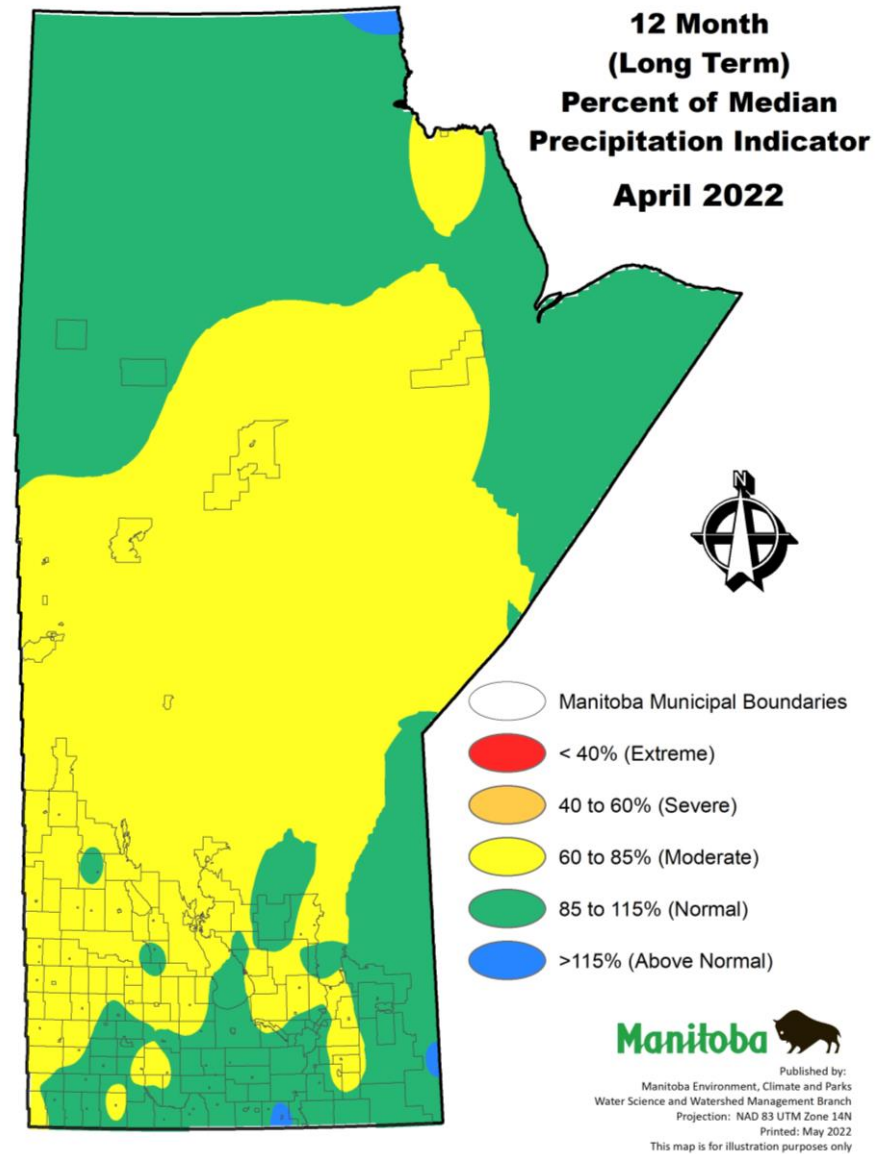 12 Month
(Long Term)
Percent of Median
Precipitation Indicator
April 2022
N
Manitoba Municipal Boundaries
< 40% (Extreme)
40 to 60% (Severe)
60 to 85% (Moderate)
85 to 115% (Normal)
>115% (Above Normal)
Manitoba
Published by:
Manitoba Environment, Climate and Parks
Water Science and Watershed Management Branch
Projection: NAD 83 UTM Zone 14N
Printed: May 2022
This map is for illustration purposes only